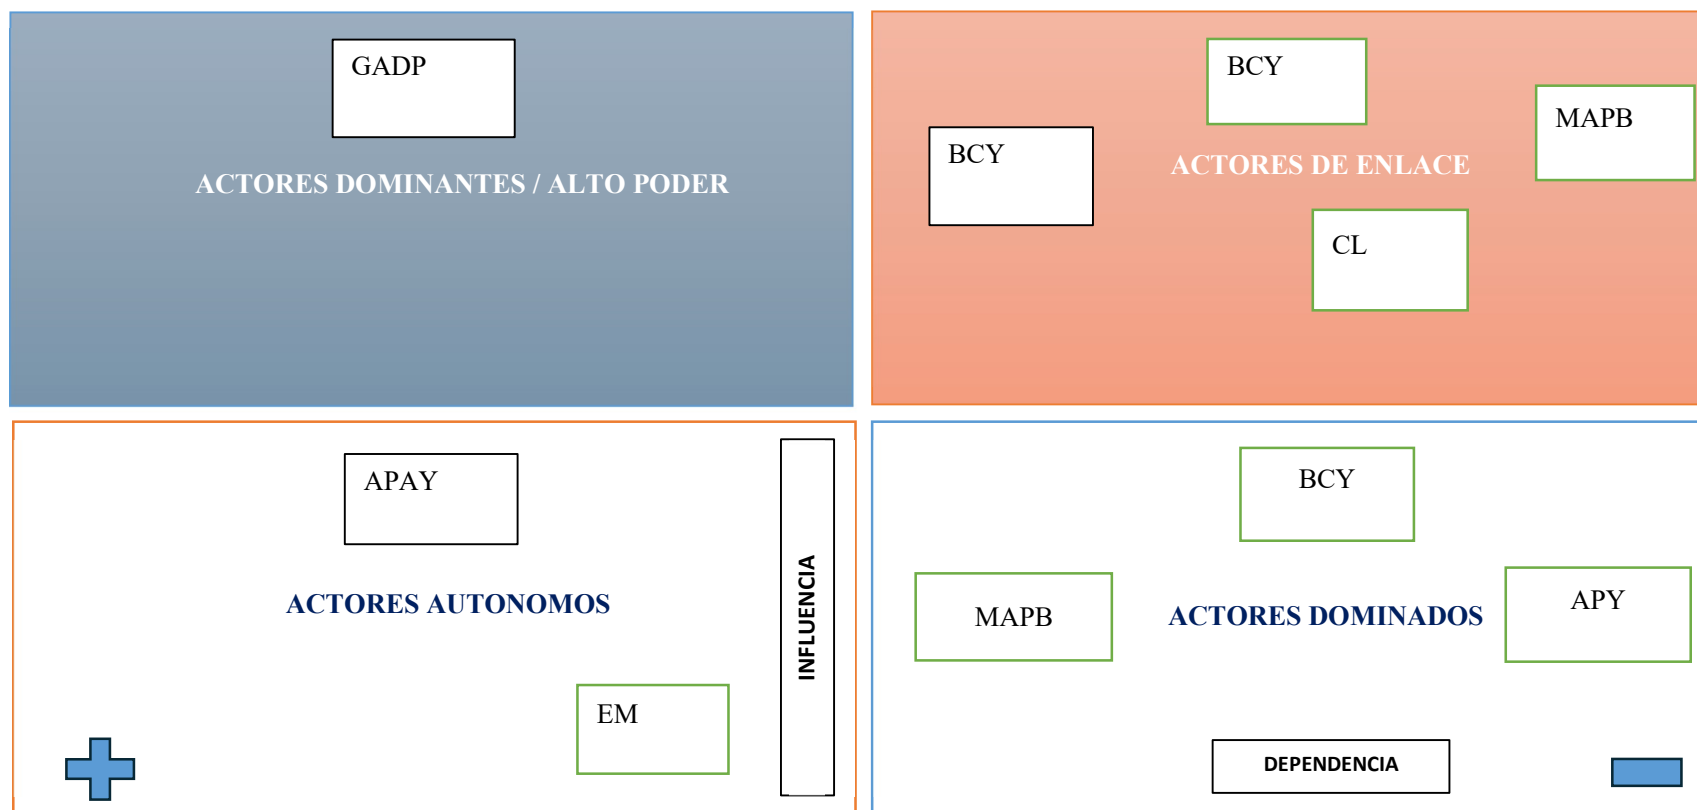 GADP
ACTORES DOMINANTES / ALTO PODER
BCY
MAPB
BCY
ACTORES DE ENLACE
CL
APAY
ACTORES AUTONOMOS
EM
INFLUENCIA
BCY
MAPB
ACTORES DOMINADOS
APY
DEPENDENCIA